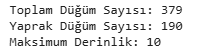 Toplam Düğüm Sayısı: 379
Yaprak Düğüm Sayısı: 190
Maksimum Derinlik: 10